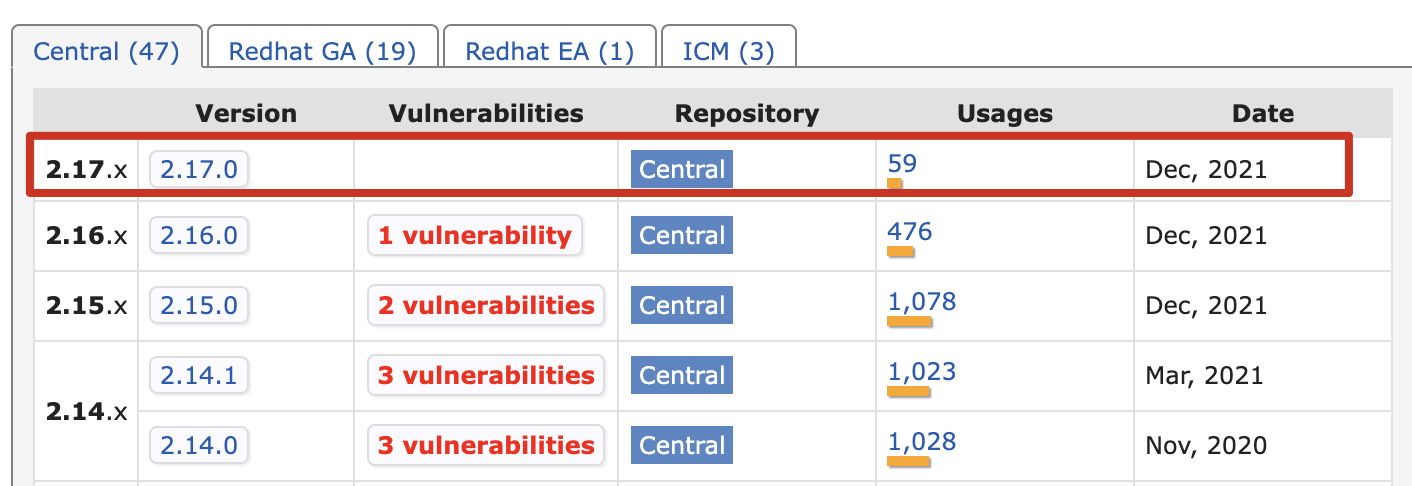 Central (47) Redhat GA (19) Redhat EA (1) ICM (3)
Version Vulnerabilities Repository Usages Date
2.17.x 2.17.0 Central 59 Dec, 2021
2.16.x 2.16.0 1 vulnerability Central 476 Dec, 2021
2.15.x 2.15.0 2 vulnerabilities Central 1,078 Dec, 2021
2.14.x
2.14.1 3 vulnerabilities Central 1,023 Mar, 2021
2.14.0 3 vulnerabilities Central 1,028 Nov, 2020